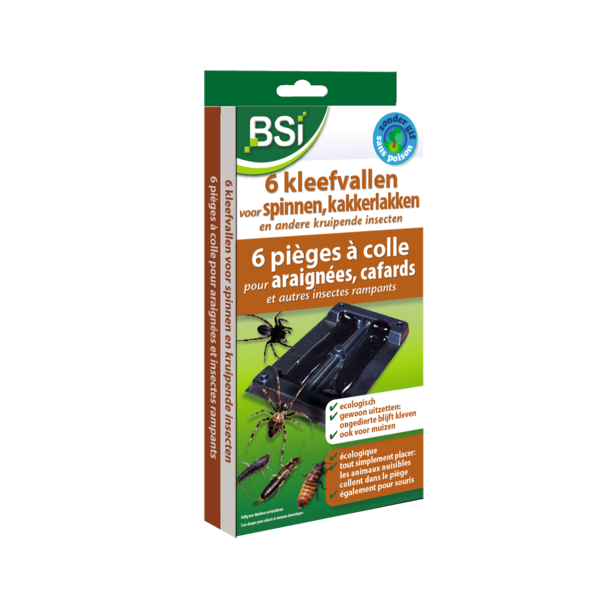 BSi
zonder gif
sans poison
6 kleefvallen
voor spinnen, kakkerlakken
en andere kruipende insecten
6 pièges à colle
pour araignées, cafards
et autres insectes rampants
ecologisch
gewoon uitzetten:
ongedierte blijft kleven
ook voor muizen
écologique
tout simplement placer:
les animaux nuisibles
collent dans le piège
également pour souris
6 kleefvallen voor spinnen en kruipende insecten
6 pièges à colle pour araignées et insectes rampants